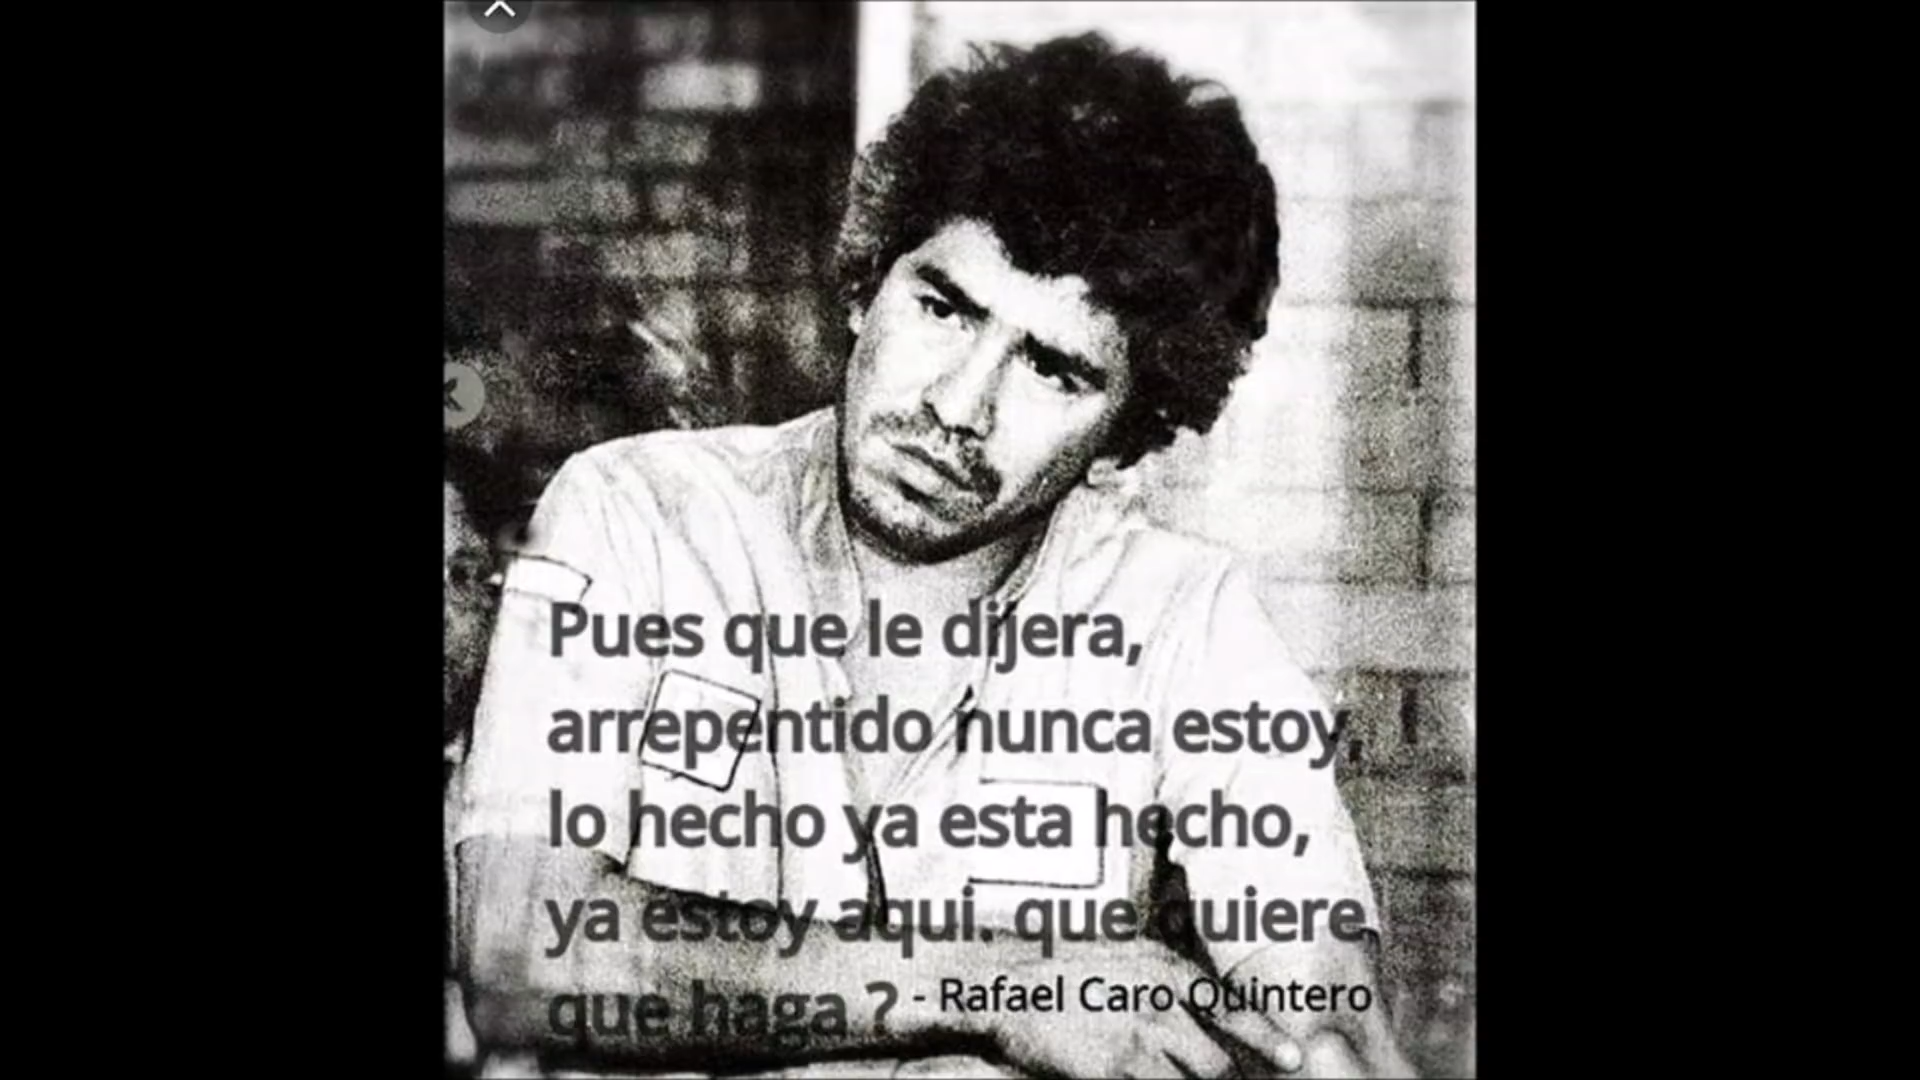 Pues que le dijera,
arrepentido nunca estoy,
lo hecho ya esta hecho,
ya estoy aqui. que quiere
que haga ? - Rafael Caro Quintero